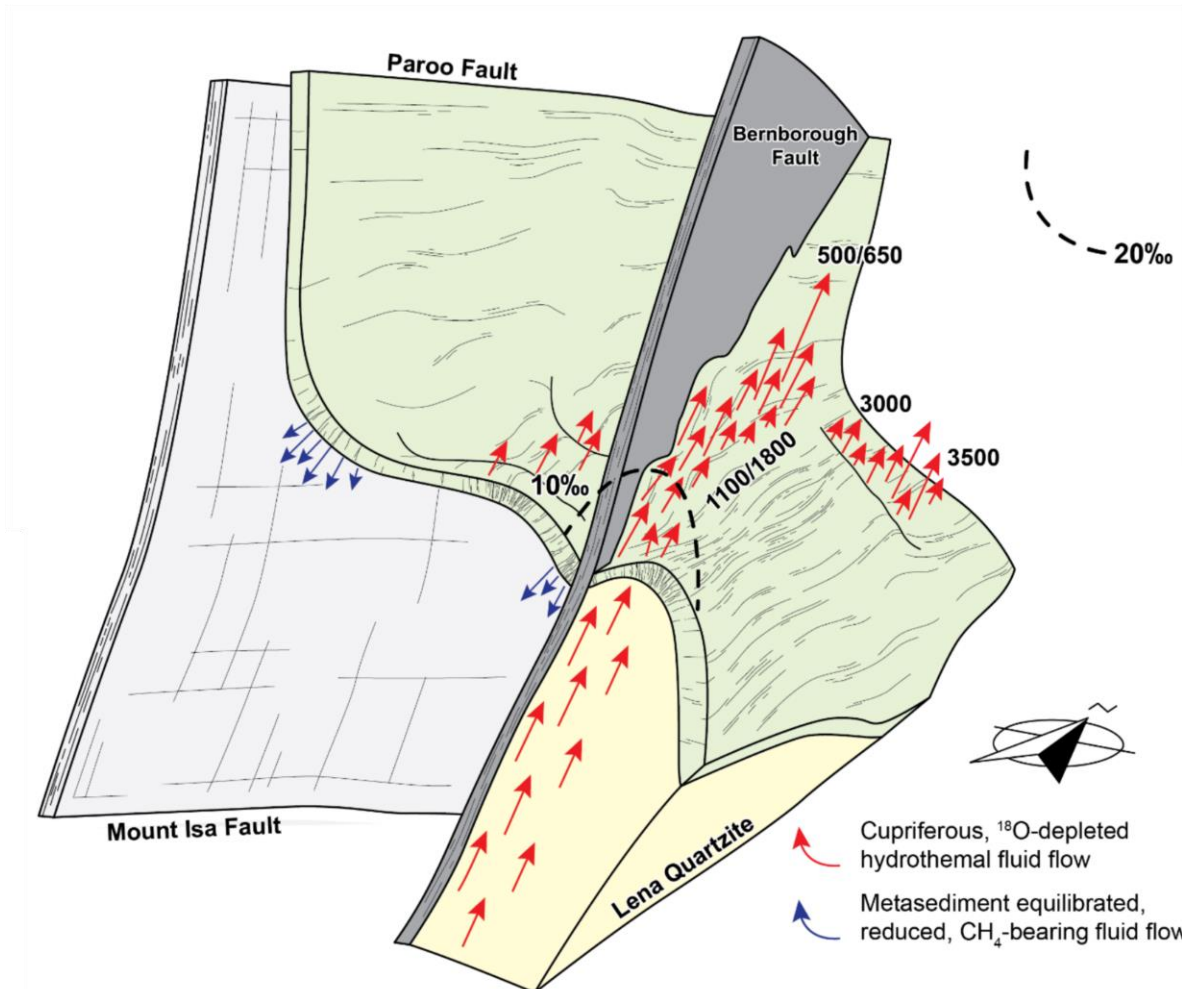 Paroo Fault
Bernborough
Fault
20‰
500/650
3000
3500
1100/1800
10‰
Mount Isa Fault
Lena Quartzite
N
Cupriferous, ¹⁸O-depleted
hydrothemal fluid flow
Metasediment equilibrated,
reduced, CH₄-bearing fluid flow